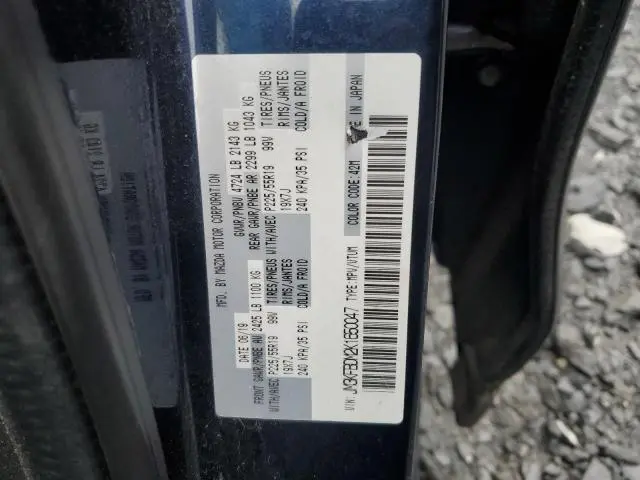 MFG. BY MAZDA MOTOR CORPORATION
DATE 06/19 GVWR/PNBV 4724 LB 2143 KG
FRONT GAWR/PNBE AV 2425 LB 1100 KG REAR GAWR/PNBE AR 2299 LB 1043 KG
WITH/AVEC P225/55R19 99V TIRES/PNEUS WITH/AVEC P225/55R19 99V TIRES/PNEUS
19X7J RIMS/JANTES 19X7J RIMS/JANTES
240 KPA/35 PSI COLD/A FROID 240 KPA/35 PSI COLD/A FROID
VIN: JM3KFBDM2K1650047 TYPE:MPV/VTUM COLOR CODE:42M E IN JAPAN